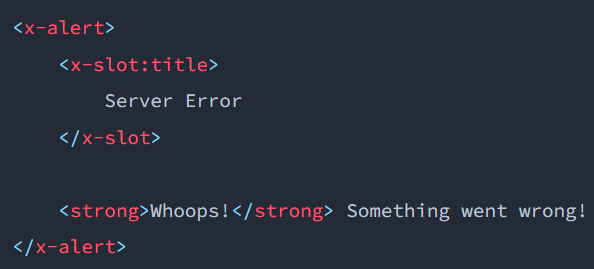 <x-alert>
<x-slot:title>
Server Error
</x-slot>
<strong>Whoops!</strong> Something went wrong!
</x-alert>